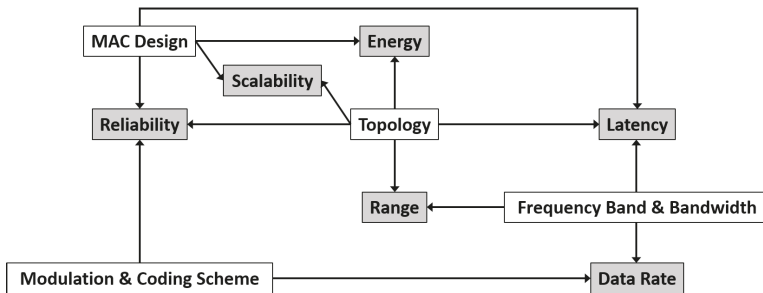 MAC Design
Energy
Scalability
Reliability
Topology
Latency
Range
Frequency Band & Bandwidth
Modulation & Coding Scheme
Data Rate